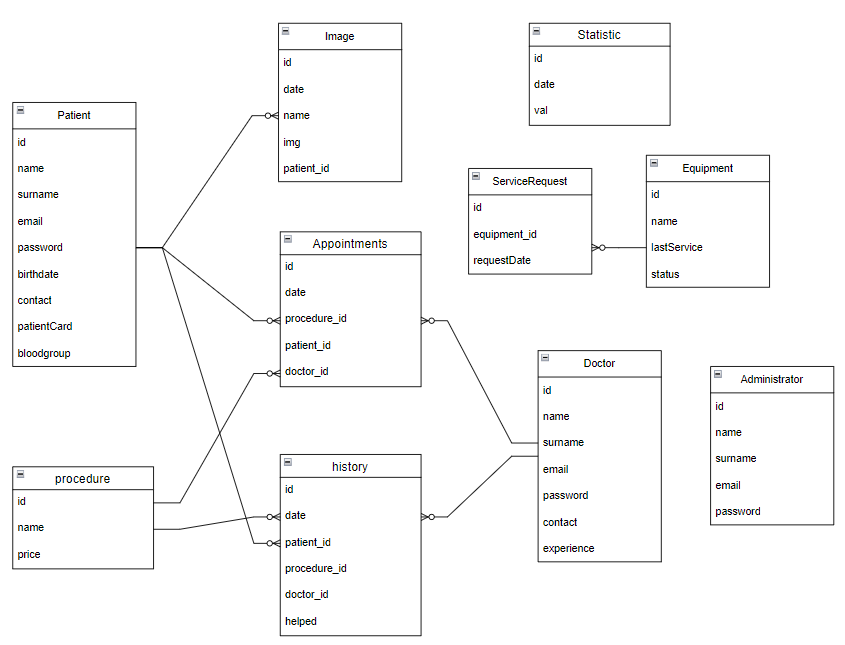 Image
id
date
name
img
patient_id
Statistic
id
date
val
Patient
id
name
surname
email
password
birthdate
contact
patientCard
bloodgroup
ServiceRequest
id
equipment_id
requestDate
Equipment
id
name
lastService
status
Appointments
id
date
procedure_id
patient_id
doctor_id
Doctor
id
name
surname
email
password
contact
experience
Administrator
id
name
surname
email
password
procedure
id
name
price
history
id
date
patient_id
procedure_id
doctor_id
helped